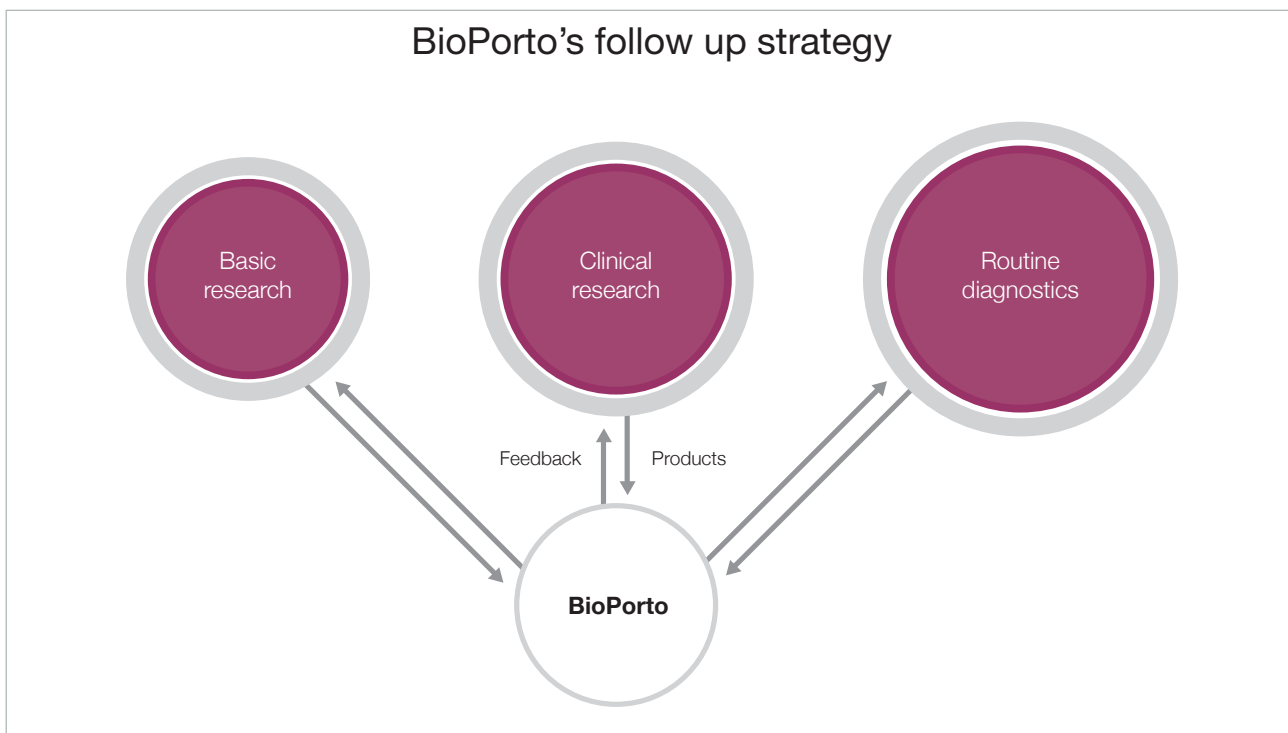 BioPorto’s follow up strategy
Basic
research
Clinical
research
Routine
diagnostics
Feedback
Products
BioPorto